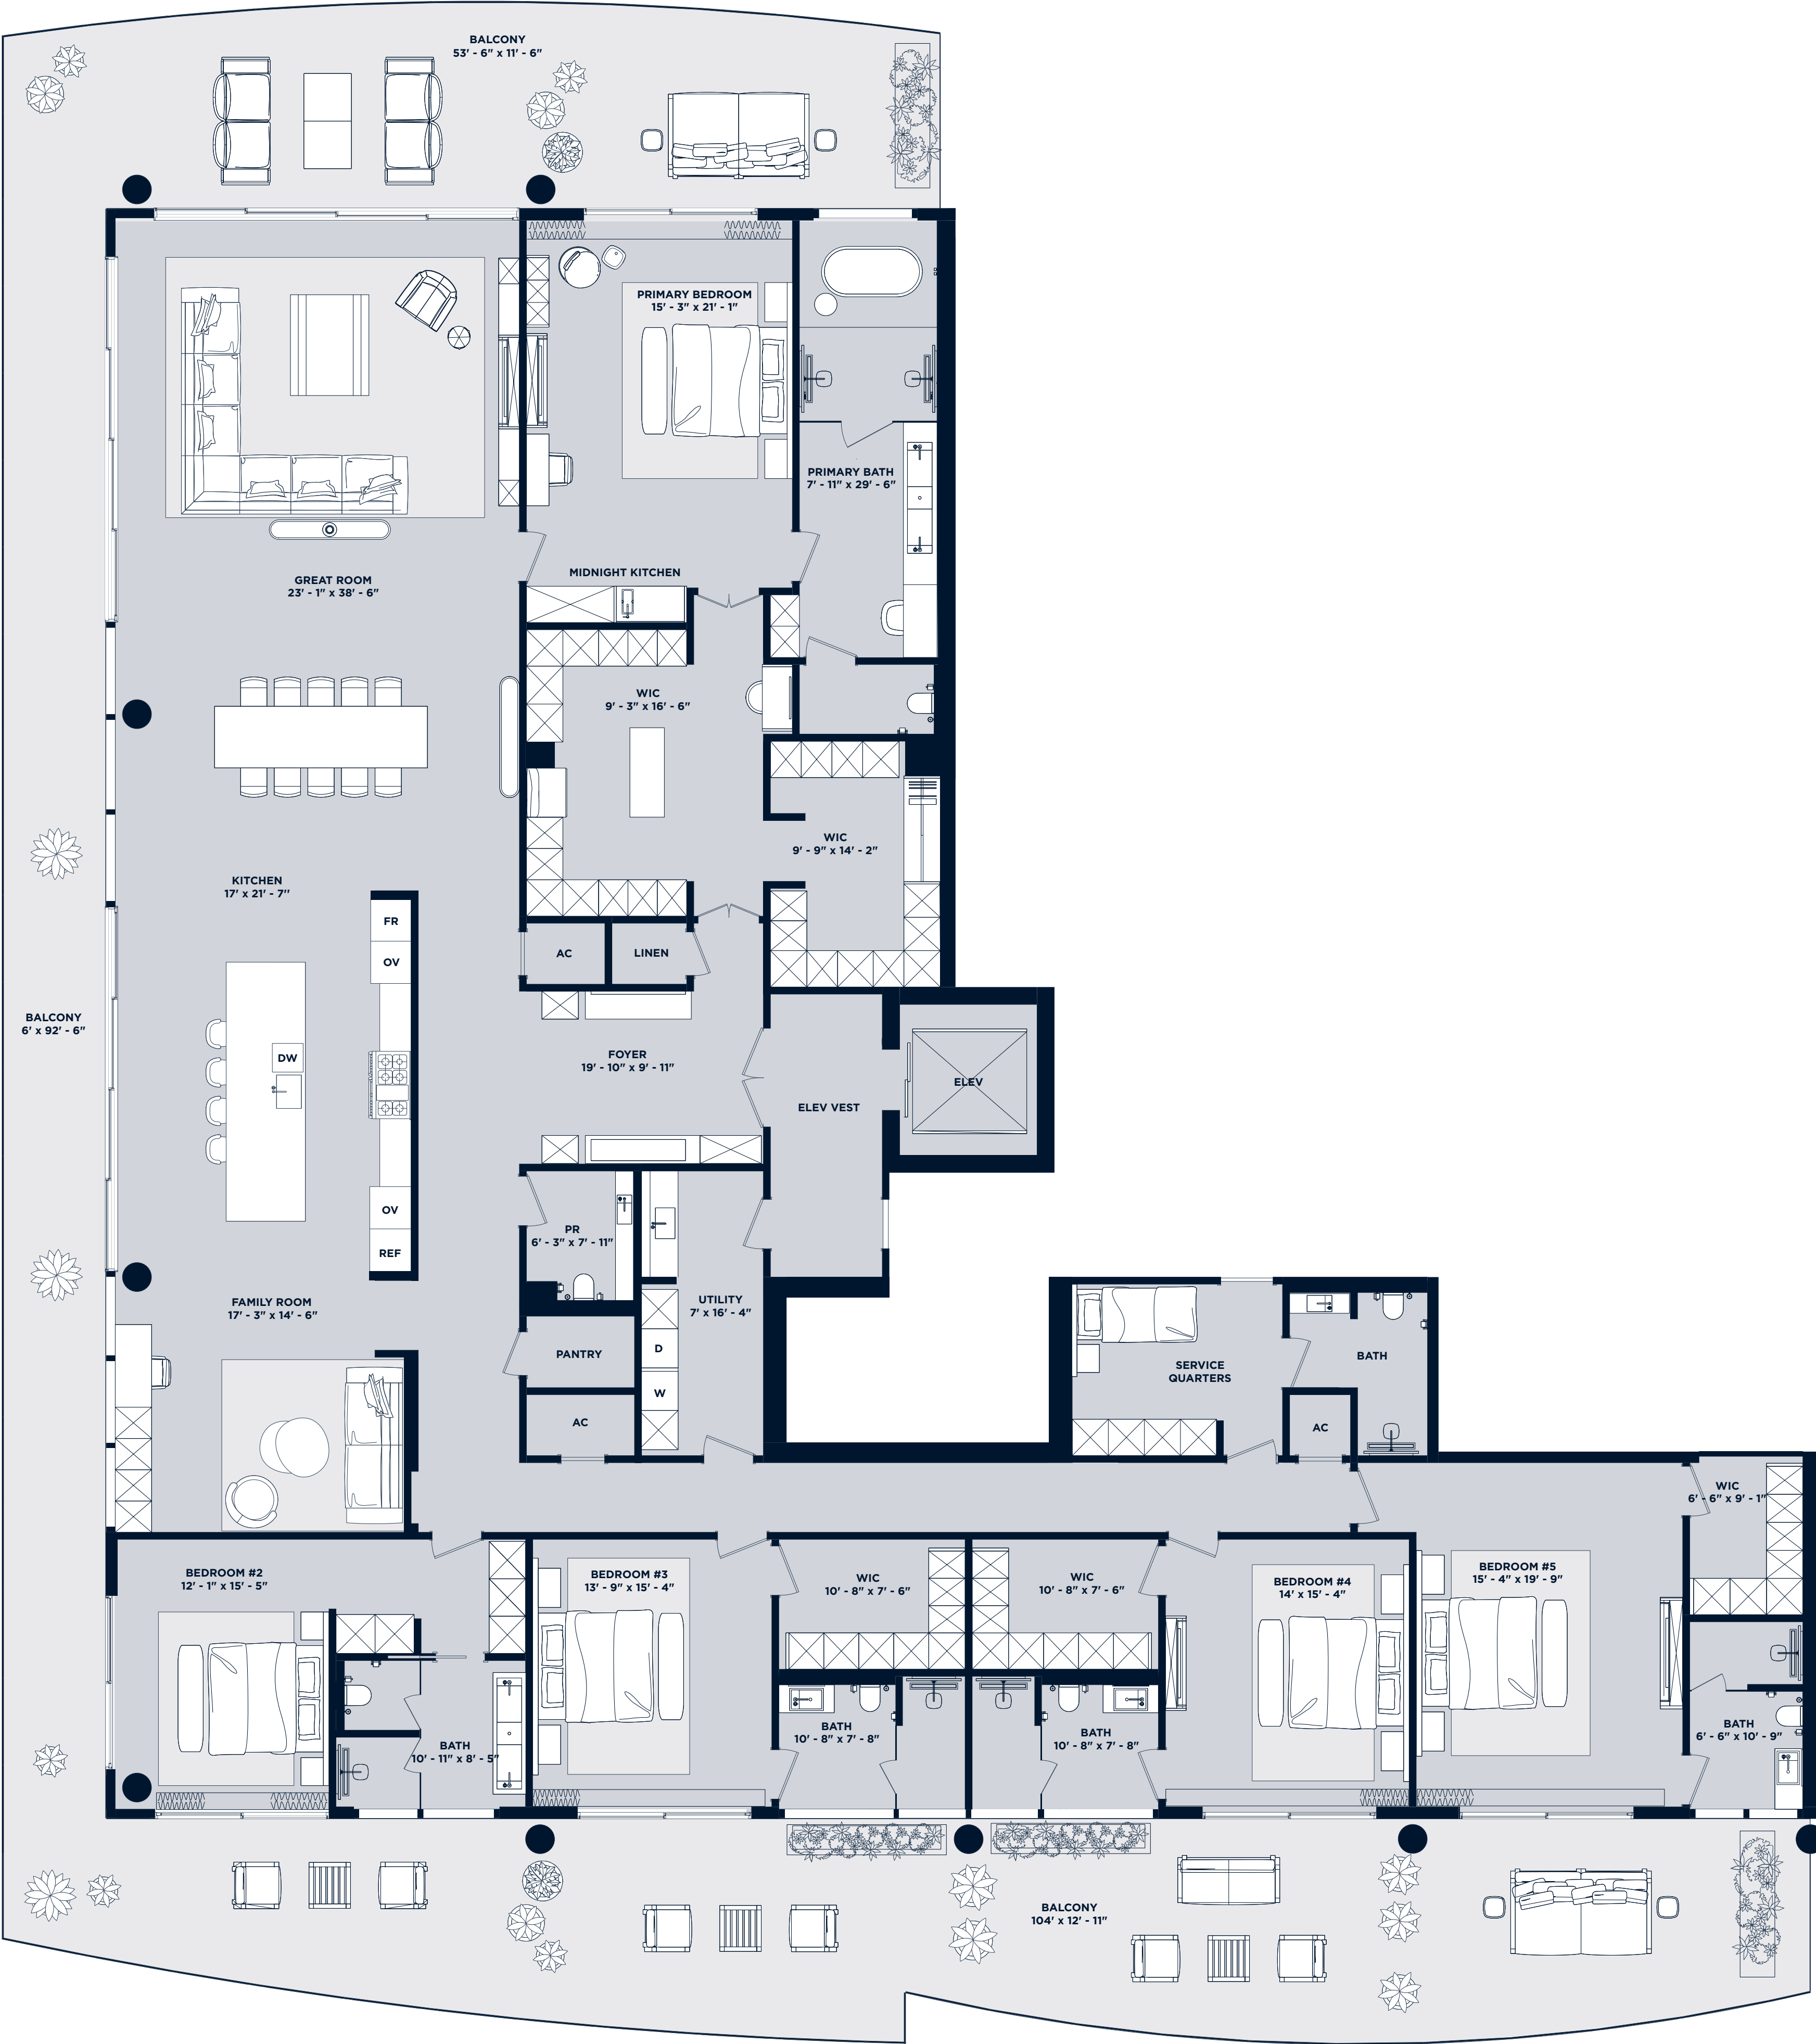 BALCONY
53' - 6" x 11' - 6"
PRIMARY BEDROOM
15' - 3" x 21' - 1"
PRIMARY BATH
7' - 11" x 29' - 6"
MIDNIGHT KITCHEN
GREAT ROOM
23' - 1" x 38' - 6"
WIC
9' - 3" x 16' - 6"
WIC
9' - 9" x 14' - 2"
KITCHEN
17' x 21' - 7"
FR
OV
AC
LINEN
BALCONY
6' x 92' - 6"
DW
FOYER
19' - 10" x 9' - 11"
ELEV
ELEV VEST
OV
REF
PR
6' - 3" x 7' - 11"
FAMILY ROOM
17' - 3" x 14' - 6"
UTILITY
7' x 16' - 4"
PANTRY
D
W
AC
SERVICE
QUARTERS
BATH
AC
WIC
6' - 6" x 9' - 1"
BEDROOM #2
12' - 1" x 15' - 5"
BEDROOM #3
13' - 9" x 15' - 4"
WIC
10' - 8" x 7' - 6"
WIC
10' - 8" x 7' - 6"
BEDROOM #4
14' x 15' - 4"
BEDROOM #5
15' - 4" x 19' - 9"
BATH
10' - 11" x 8' - 5"
BATH
10' - 8" x 7' - 8"
BATH
10' - 8" x 7' - 8"
BATH
6' - 6" x 10' - 9"
BALCONY
104' x 12' - 11"